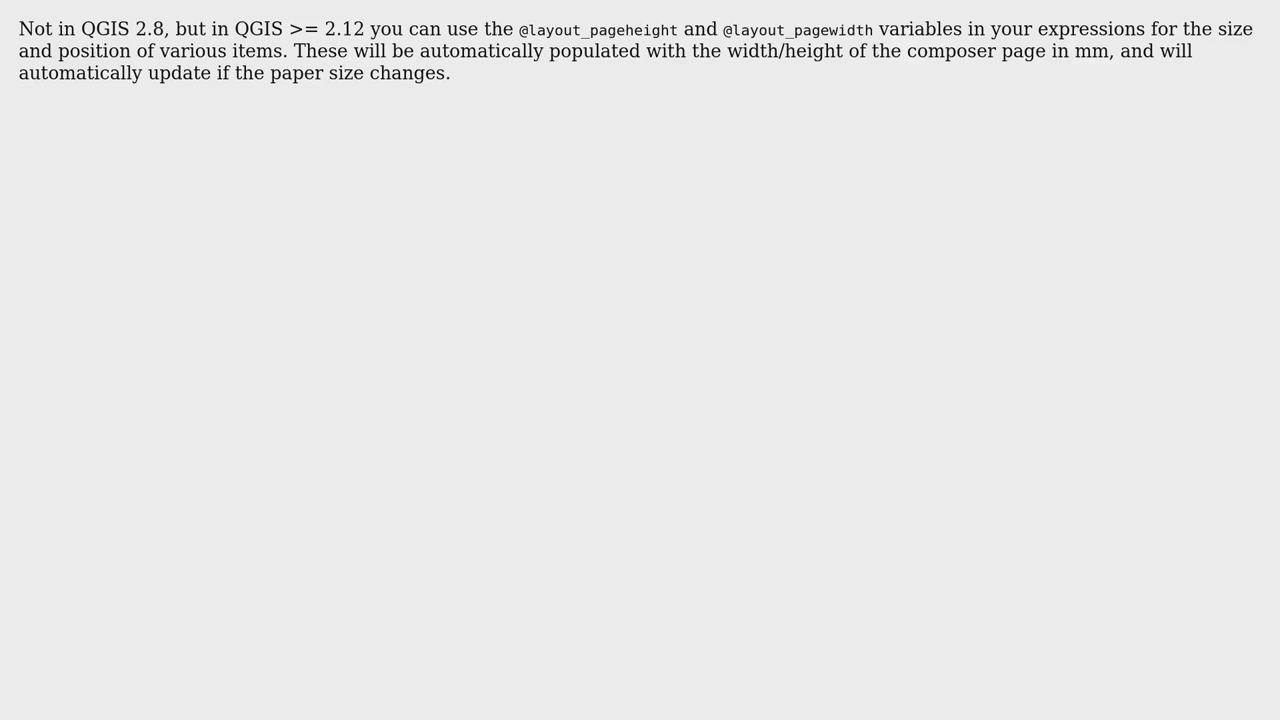 Not in QGIS 2.8, but in QGIS >= 2.12 you can use the @layout_pageheight and @layout_pagewidth variables in your expressions for the size
and position of various items. These will be automatically populated with the width/height of the composer page in mm, and will
automatically update if the paper size changes.